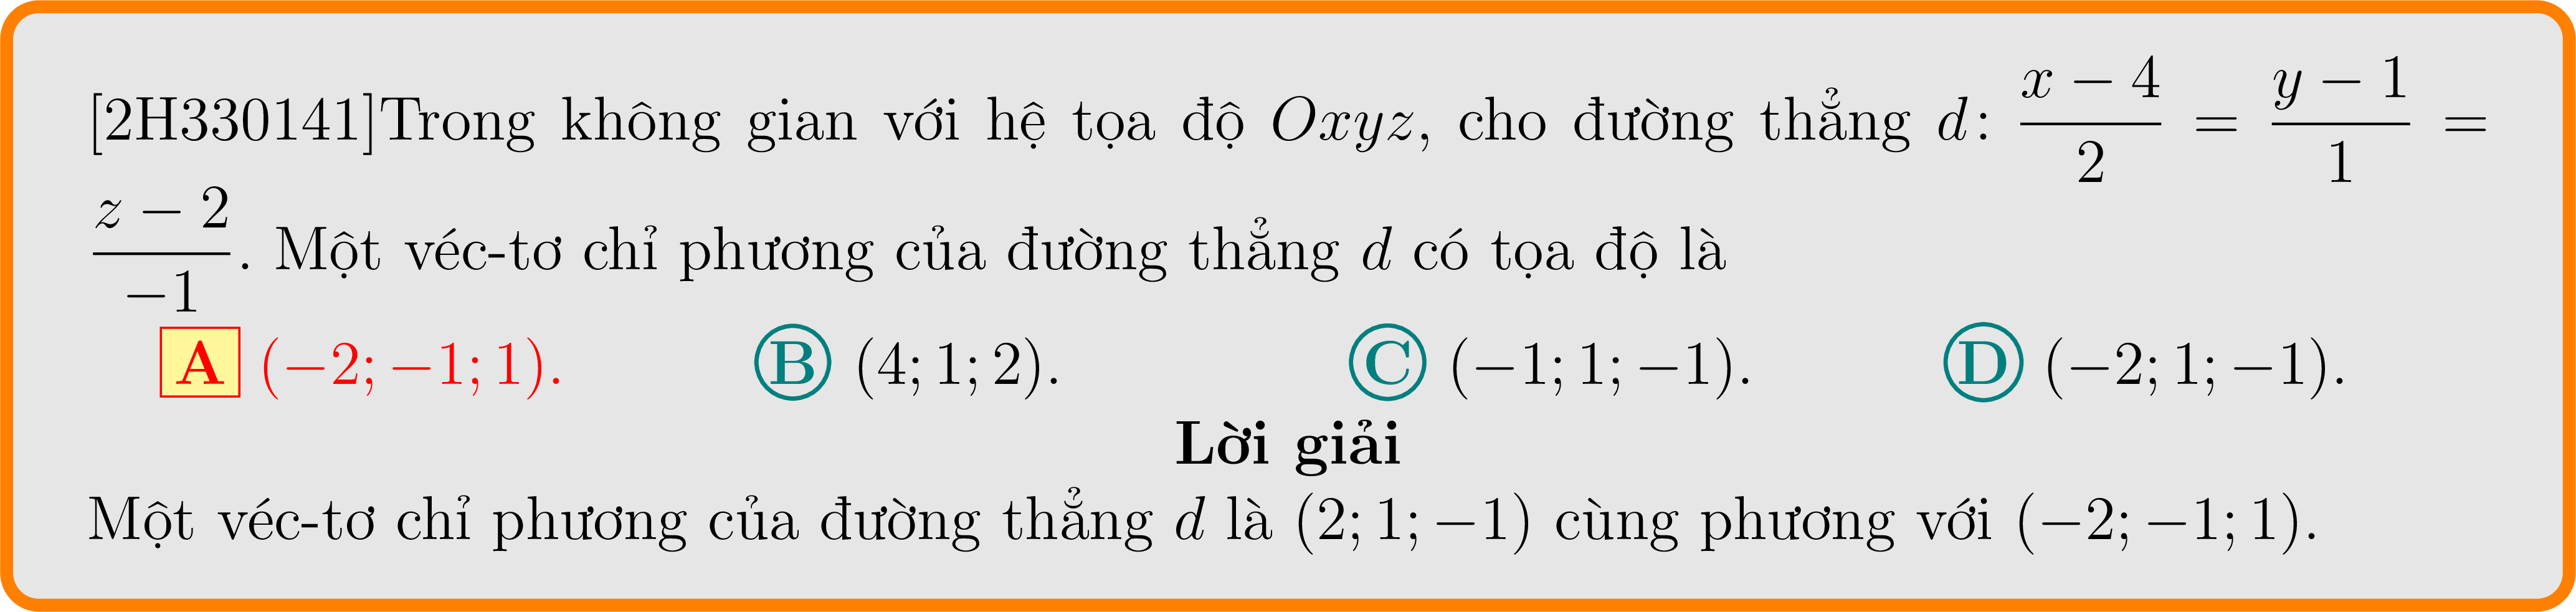 [2H330141]Trong không gian với hệ tọa độ Oxyz, cho đường thẳng d: \frac{x − 4}{2} = \frac{y − 1}{1} =
\frac{z − 2}{−1}. Một véc-tơ chỉ phương của đường thẳng d có tọa độ là
A (−2; −1; 1). B (4; 1; 2). C (−1; 1; −1). D (−2; 1; −1).
Lời giải
Một véc-tơ chỉ phương của đường thẳng d là (2; 1; −1) cùng phương với (−2; −1; 1).